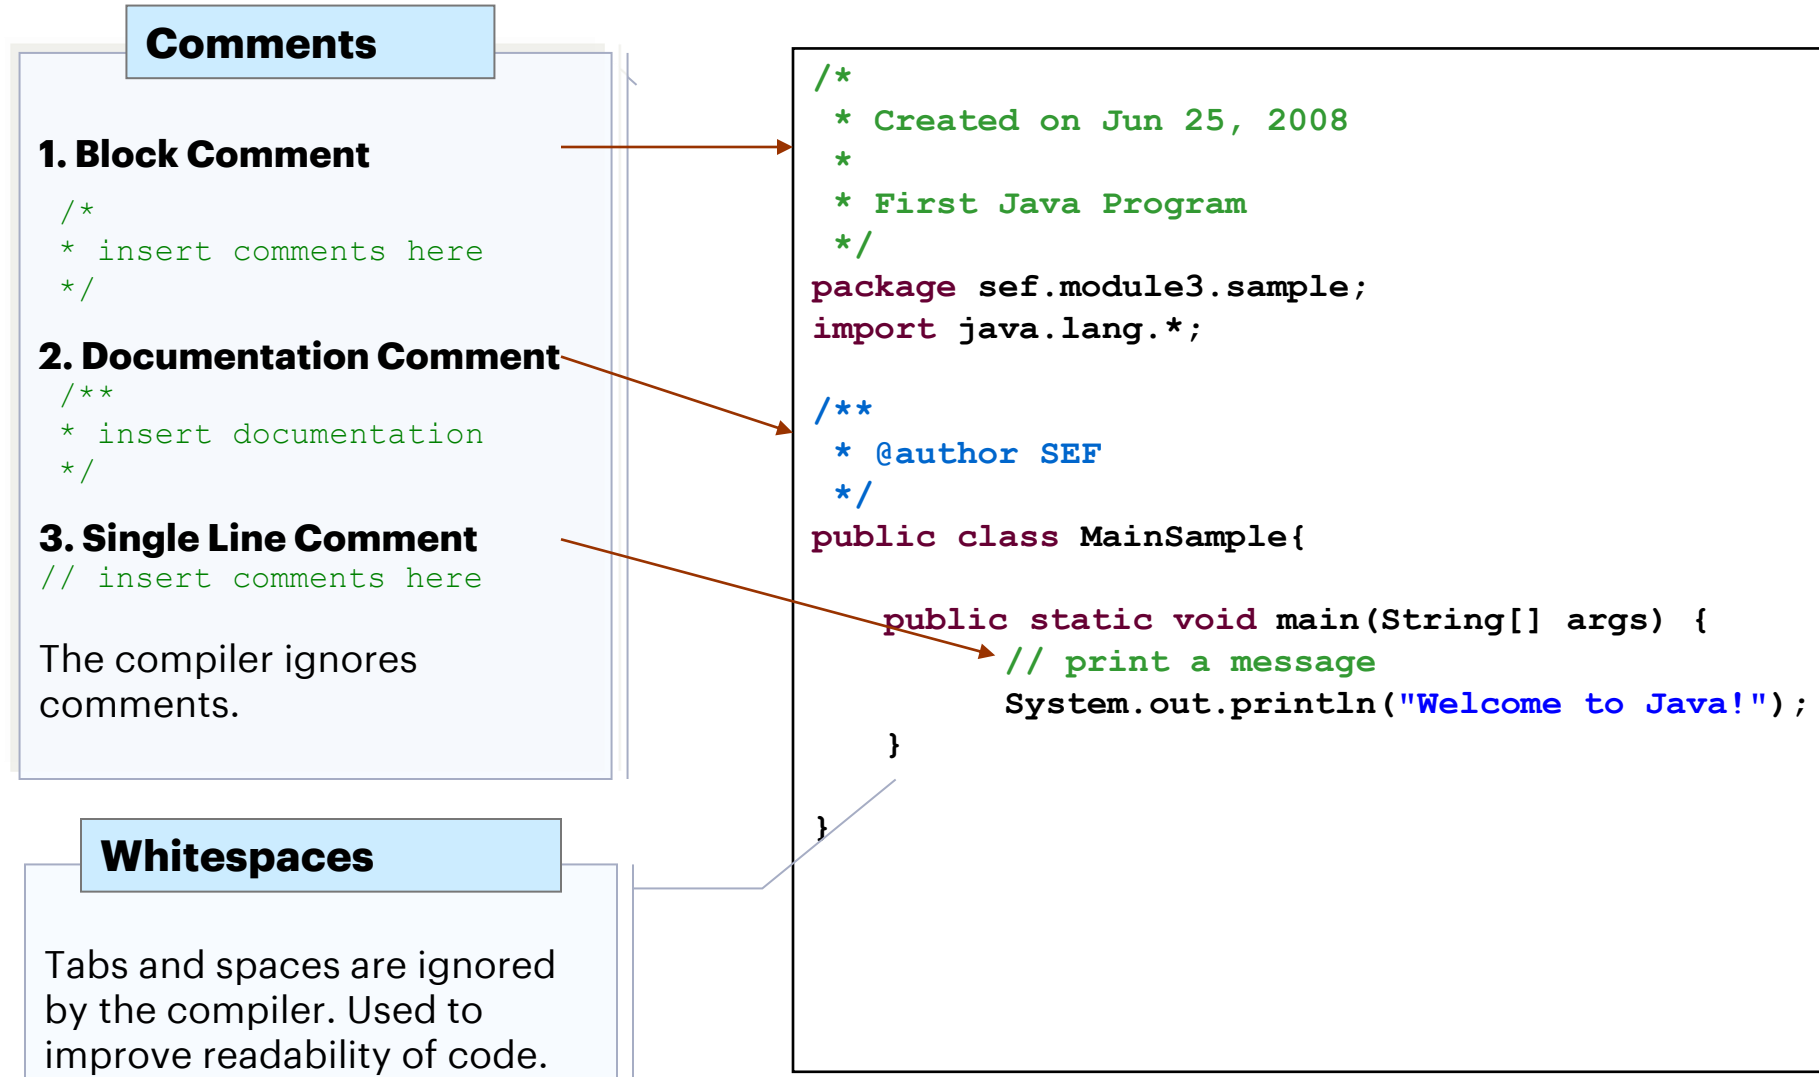 Comments
1. Block Comment
/*
* insert comments here
*/
2. Documentation Comment
/**
* insert documentation
*/
3. Single Line Comment
// insert comments here
The compiler ignores
comments.
Whitespaces
Tabs and spaces are ignored
by the compiler. Used to
improve readability of code.
/*
 * Created on Jun 25, 2008
 *
 * First Java Program
 */
package sef.module3.sample;
import java.lang.*;
/**
 * @author SEF
 */
public class MainSample{
public static void main(String[] args) {
// print a message
System.out.println("Welcome to Java!");
}
}